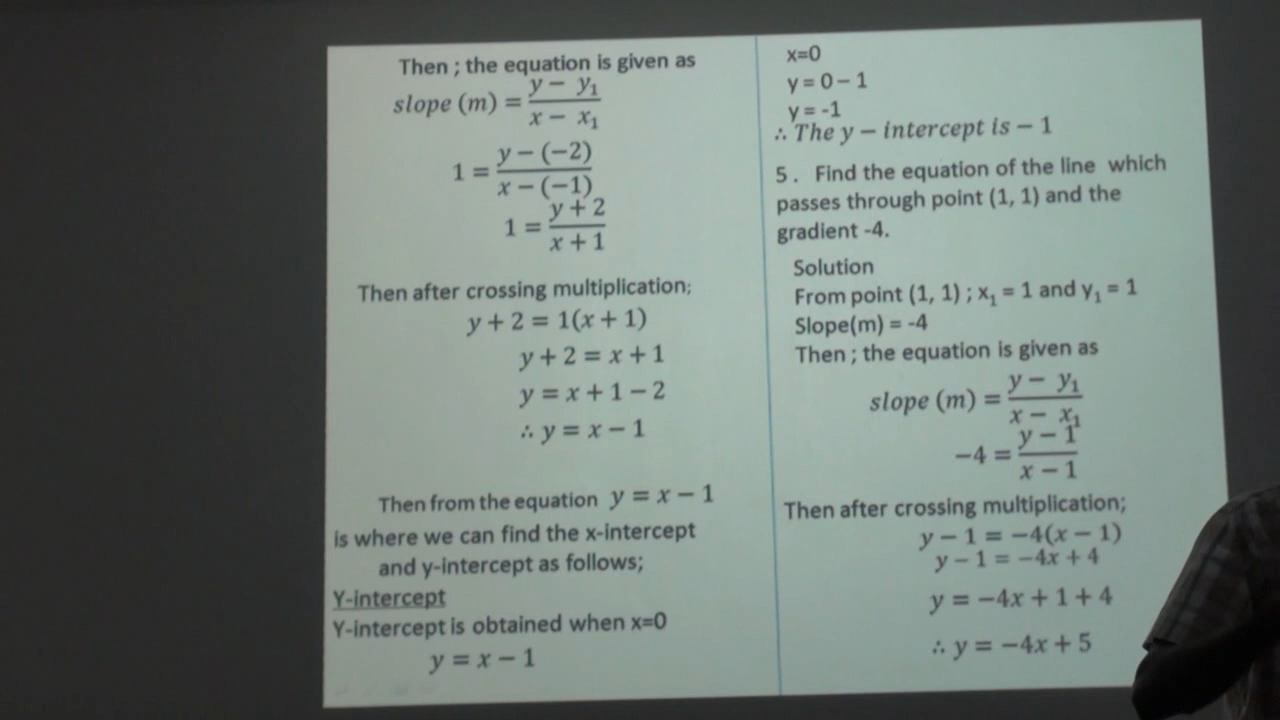 Then ; the equation is given as
slope (m) = y − y₁ / x − x₁
1 = y − (−2) / x − (−1)
1 = y + 2 / x + 1
Then after crossing multiplication;
y + 2 = 1(x + 1)
y + 2 = x + 1
y = x + 1 − 2
∴ y = x − 1
Then from the equation y = x − 1
is where we can find the x-intercept
and y-intercept as follows;
Y-intercept
Y-intercept is obtained when x=0
y = x − 1
x=0
y = 0 – 1
y = -1
∴ The y − intercept is − 1
5 . Find the equation of the line which
passes through point (1, 1) and the
gradient -4.
Solution
From point (1, 1) ; x₁ = 1 and y₁ = 1
Slope(m) = -4
Then ; the equation is given as
slope (m) = y − y₁ / x − x₁
−4 = y − 1 / x − 1
Then after crossing multiplication;
y − 1 = −4(x − 1)
y − 1 = −4x + 4
y = −4x + 1 + 4
∴ y = −4x + 5